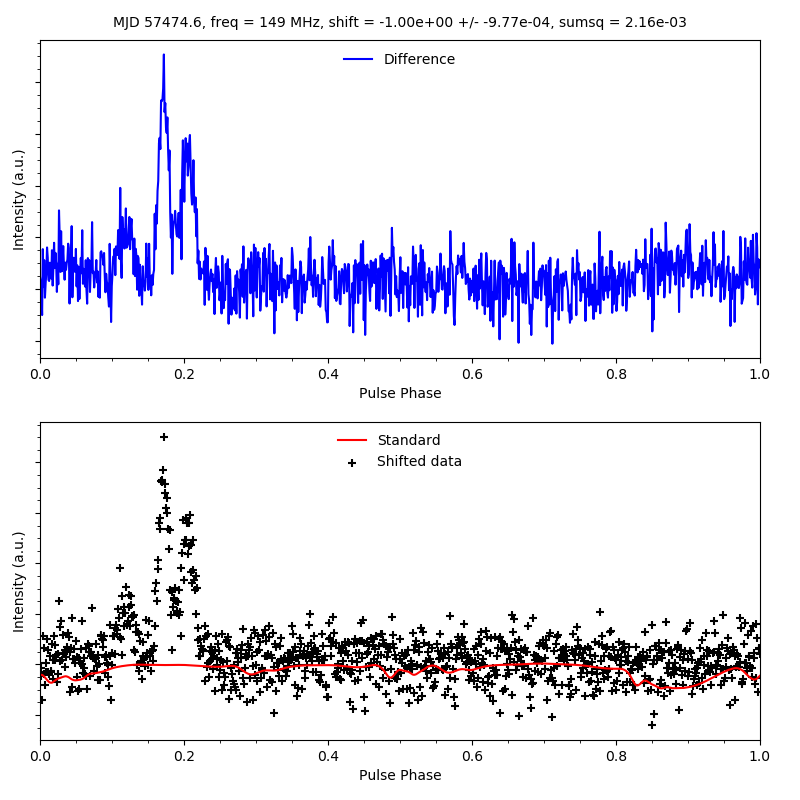 MJD 57474.6, freq = 149 MHz, shift = -1.00e+00 +/- -9.77e-04, sumsq = 2.16e-03
Difference
Intensity (a.u.)
0.0 0.2 0.4 0.6 0.8 1.0
Pulse Phase
Standard
Shifted data
Intensity (a.u.)
0.0 0.2 0.4 0.6 0.8 1.0
Pulse Phase